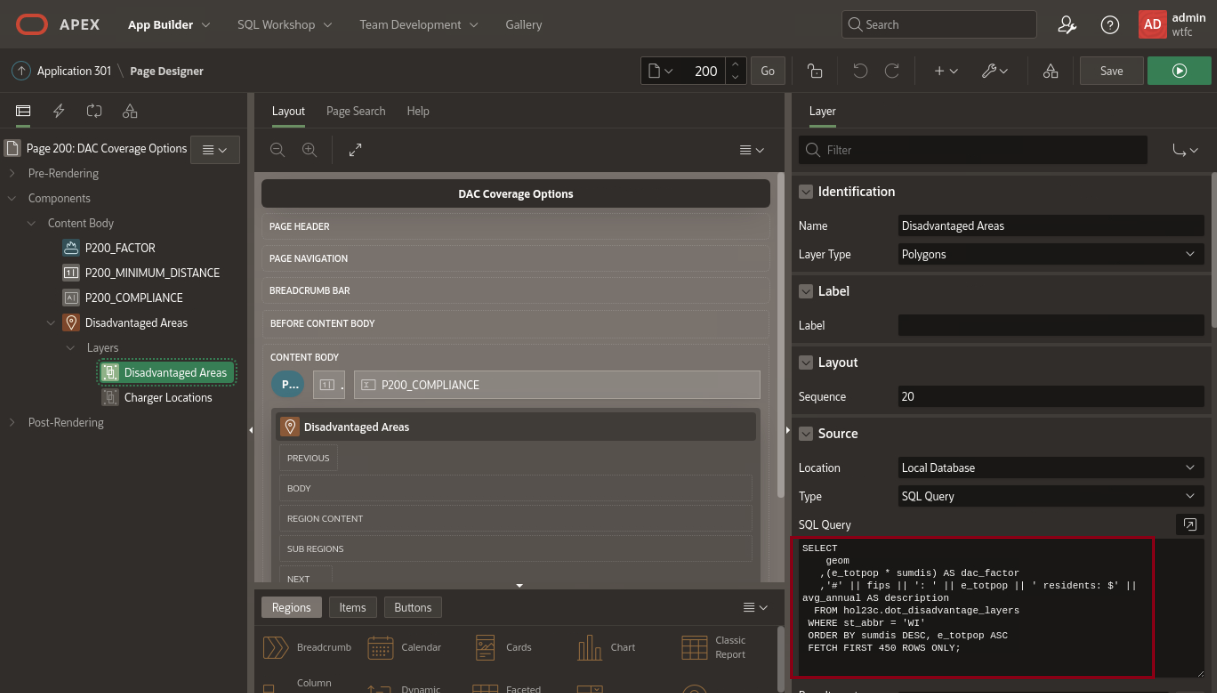 APEX
App Builder
SQL Workshop
Team Development
Gallery
Search
AD
admin
wtfc
Application 301 \ Page Designer
200
Go
Save
Page 200: DAC Coverage Options
Pre-Rendering
Components
Content Body
P200_FACTOR
P200_MINIMUM_DISTANCE
P200_COMPLIANCE
Disadvantaged Areas
Layers
Disadvantaged Areas
Charger Locations
Post-Rendering
Layout
Page Search
Help
DAC Coverage Options
PAGE HEADER
PAGE NAVIGATION
BREADCRUMB BAR
BEFORE CONTENT BODY
CONTENT BODY
P...
.
P200_COMPLIANCE
Disadvantaged Areas
PREVIOUS
BODY
REGION CONTENT
SUB REGIONS
NEXT
Regions
Items
Buttons
Breadcrumb
Calendar
Cards
Chart
Classic
Report
Column
Dynamic
Faceted
Layer
Filter
Identification
Name
Disadvantaged Areas
Layer Type
Polygons
Label
Label
Layout
Sequence
20
Source
Location
Local Database
Type
SQL Query
SQL Query
SELECT
geom
,(e_totpop * sumdis) AS dac_factor
,'#' || fips || ': ' || e_totpop || ' residents: $' ||
avg_annual AS description
FROM hol23c.dot_disadvantage_layers
WHERE st_abbr = 'WI'
ORDER BY sumdis DESC, e_totpop ASC
FETCH FIRST 450 ROWS ONLY;